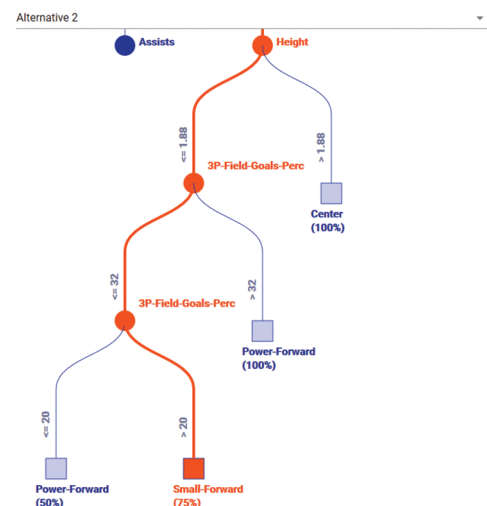 Alternative 2
Assists
Height
<= 1.88
> 1.88
3P-Field-Goals-Perc
Center
(100%)
<= 32
> 32
3P-Field-Goals-Perc
Power-Forward
(100%)
<= 20
> 20
Power-Forward
(50%)
Small-Forward
(75%)